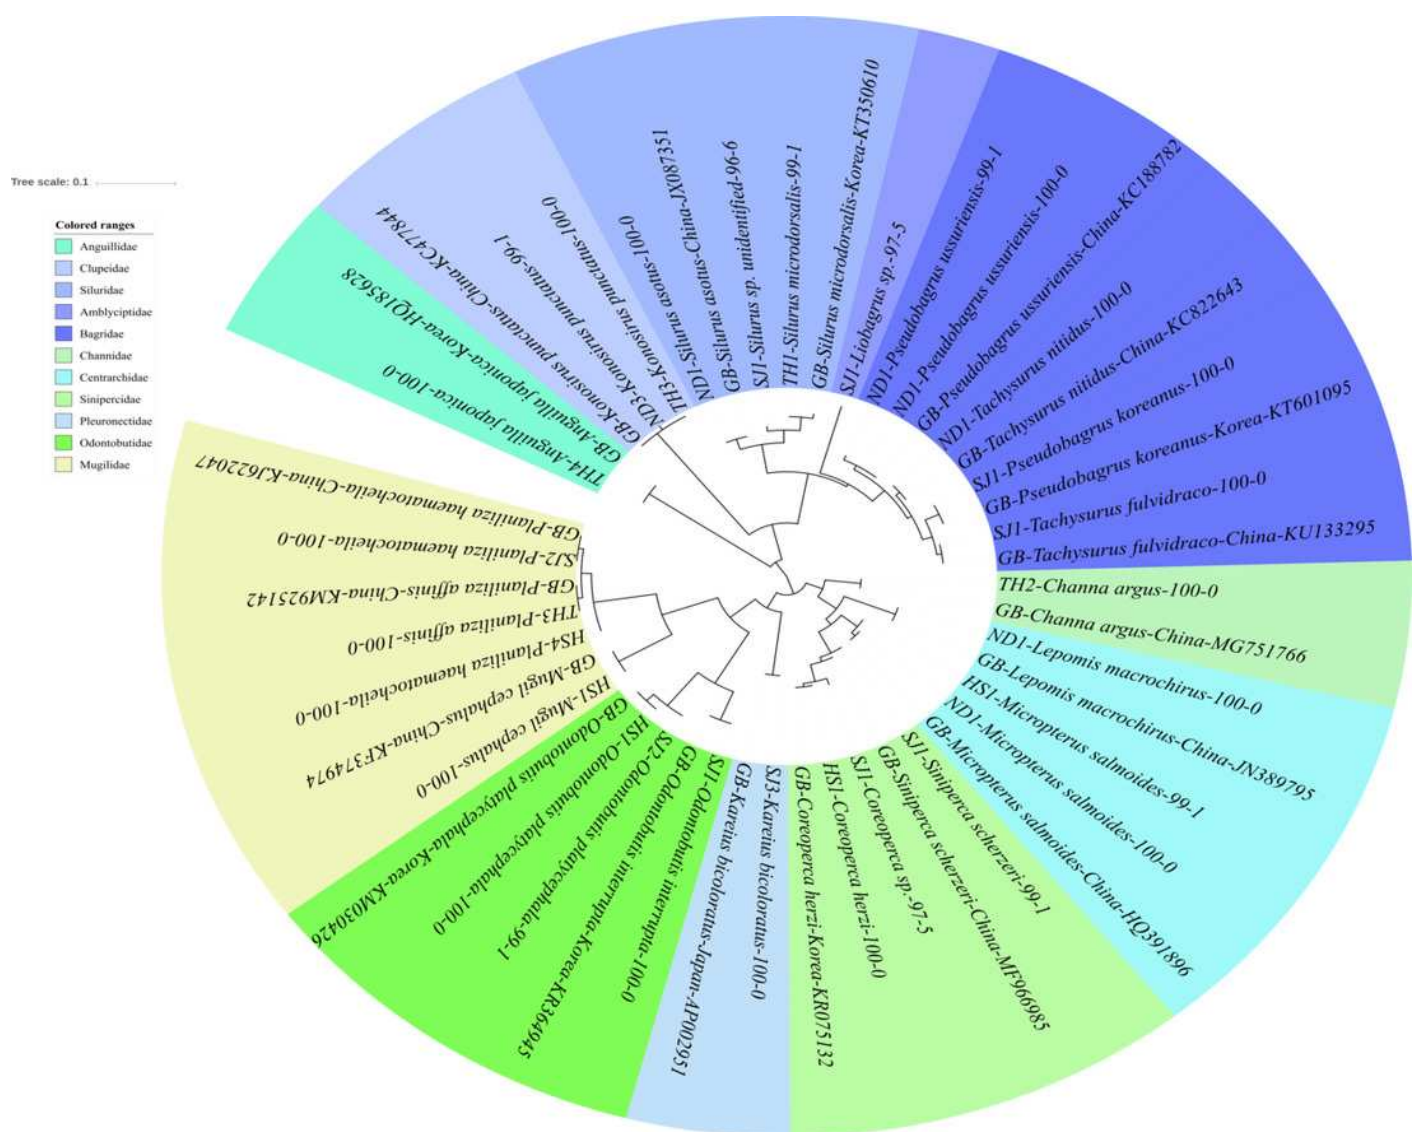 Tree scale: 0.1
Colored ranges
Anguillidae
Clupeidae
Siluridae
Amblyciptidae
Bagridae
Channidae
Centrarchidae
Sinipercidae
Pleuronectidae
Odontobutidae
Mugilidae
TH4-Anguilla japonica-100-0
GB-Anguilla japonica-Korea-HQ185628
GB-Konosirus punctatus-China-KC477844
ND3-Konosirus punctatus-99-1
TH3-Konosirus punctatus-100-0
ND1-Silurus asotus-100-0
GB-Silurus asotus-China-JX087351
SJ1-Silurus sp. unidentified-96-6
TH1-Silurus microdorsalis-99-1
GB-Silurus microdorsalis-Korea-KT350610
SJ1-Liobagrus sp.-97-5
ND1-Pseudobagrus ussuriensis-99-1
ND1-Pseudobagrus ussuriensis-100-0
GB-Pseudobagrus ussuriensis-China-KC188782
ND1-Tachysurus nitidus-100-0
GB-Tachysurus nitidus-China-KC822643
SJ1-Pseudobagrus koreanus-100-0
GB-Pseudobagrus koreanus-Korea-KT601095
SJ1-Tachysurus fulvidraco-100-0
GB-Tachysurus fulvidraco-China-KU133295
TH2-Channa argus-100-0
GB-Channa argus-China-MG751766
ND1-Lepomis macrochirus-100-0
GB-Lepomis macrochirus-China-JN389795
HS1-Micropterus salmoides-99-1
ND1-Micropterus salmoides-100-0
GB-Micropterus salmoides-China-HQ391896
SJ1-Siniperca scherzeri-99-1
GB-Siniperca scherzeri-China-MF966985
SJ1-Coreoperca sp.-97-5
HS1-Coreoperca herzi-100-0
GB-Coreoperca herzi-Korea-KR075132
SJ3-Kareius bicoloratus-100-0
GB-Kareius bicoloratus-Japan-AP002951
SJ1-Odontobutis interrupta-100-0
GB-Odontobutis interrupta-Korea-KR364945
SJ2-Odontobutis platycephala-99-1
HS1-Odontobutis platycephala-100-0
GB-Odontobutis platycephala-Korea-KM030426
HS1-Mugil cephalus-100-0
GB-Mugil cephalus-China-KF374974
HS4-Planiliza haematocheila-100-0
TH3-Planiliza affinis-100-0
GB-Planiliza affinis-China-KM925142
SJ2-Planiliza haematocheila-100-0
GB-Planiliza haematocheila-China-KJ622047